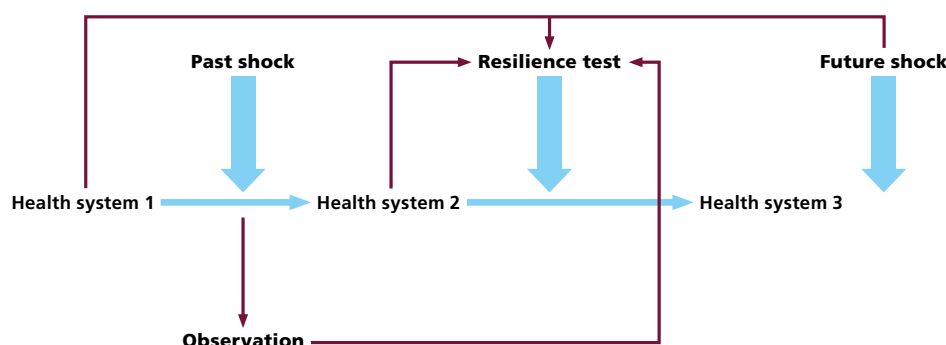 Past shock
Resilience test
Future shock
Health system 1
Health system 2
Health system 3
Observation